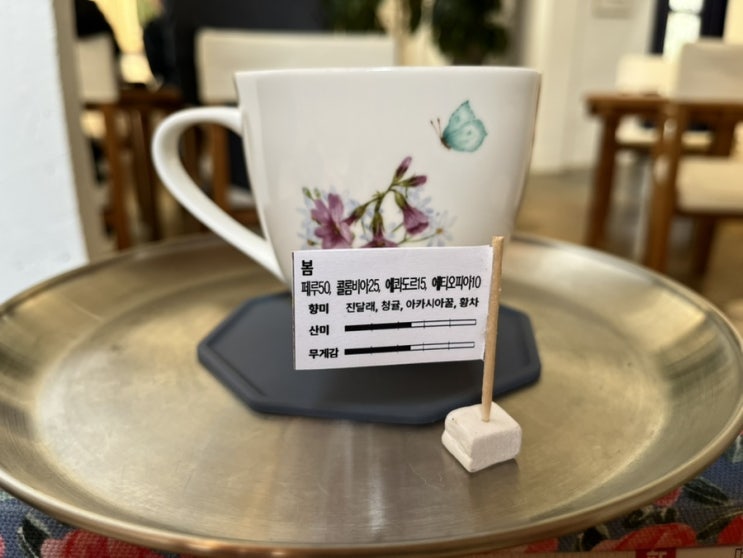 봄
페루50, 콜롬비아25, 에콰도르15, 에티오피아10
향미 진달래, 청귤, 아카시아꿀, 황차
산미
무게감